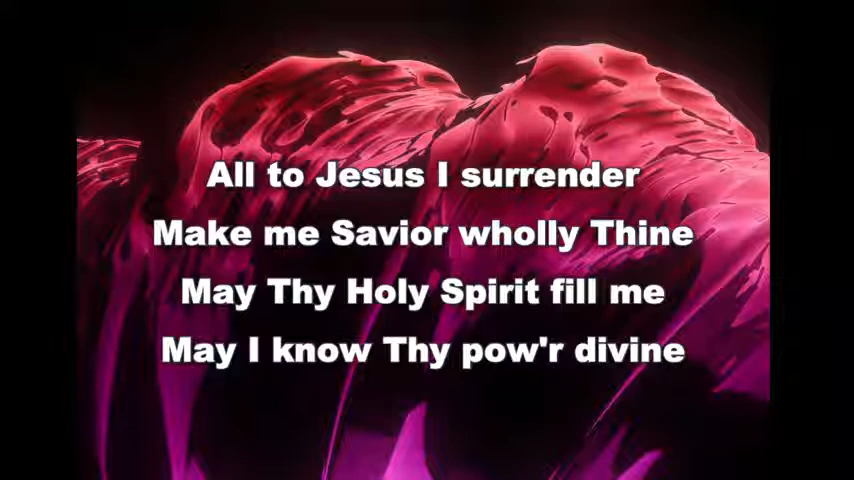 All to Jesus I surrender
Make me Savior wholly Thine
May Thy Holy Spirit fill me
May I know Thy pow'r divine